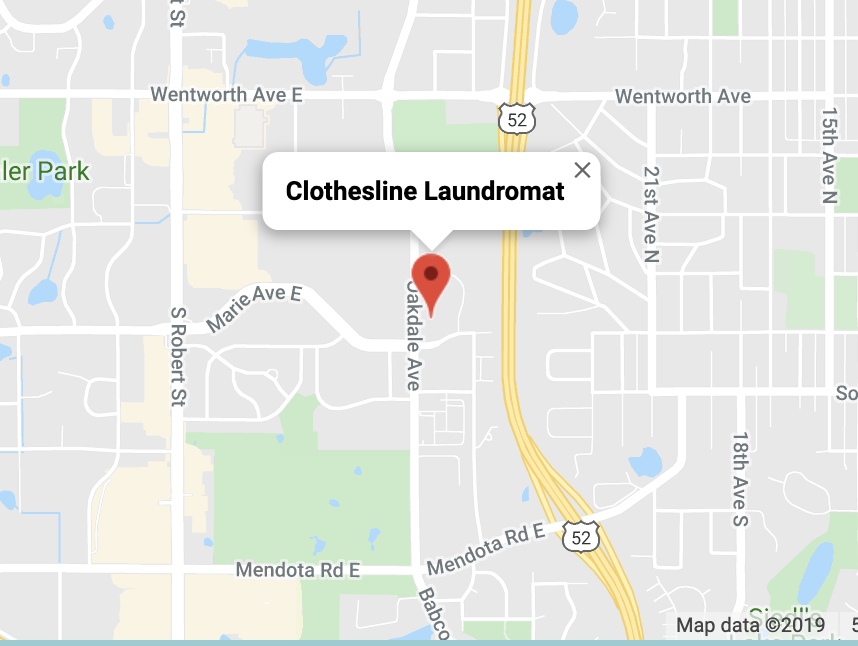 t St
Wentworth Ave E
Wentworth Ave
52
15th Ave N
ler Park
Clothesline Laundromat
21st Ave N
Marie Ave E
Oakdale Ave
S Robert St
So
18th Ave S
Mendota Rd E
Mendota Rd E
52
Babco
Map data ©2019
5